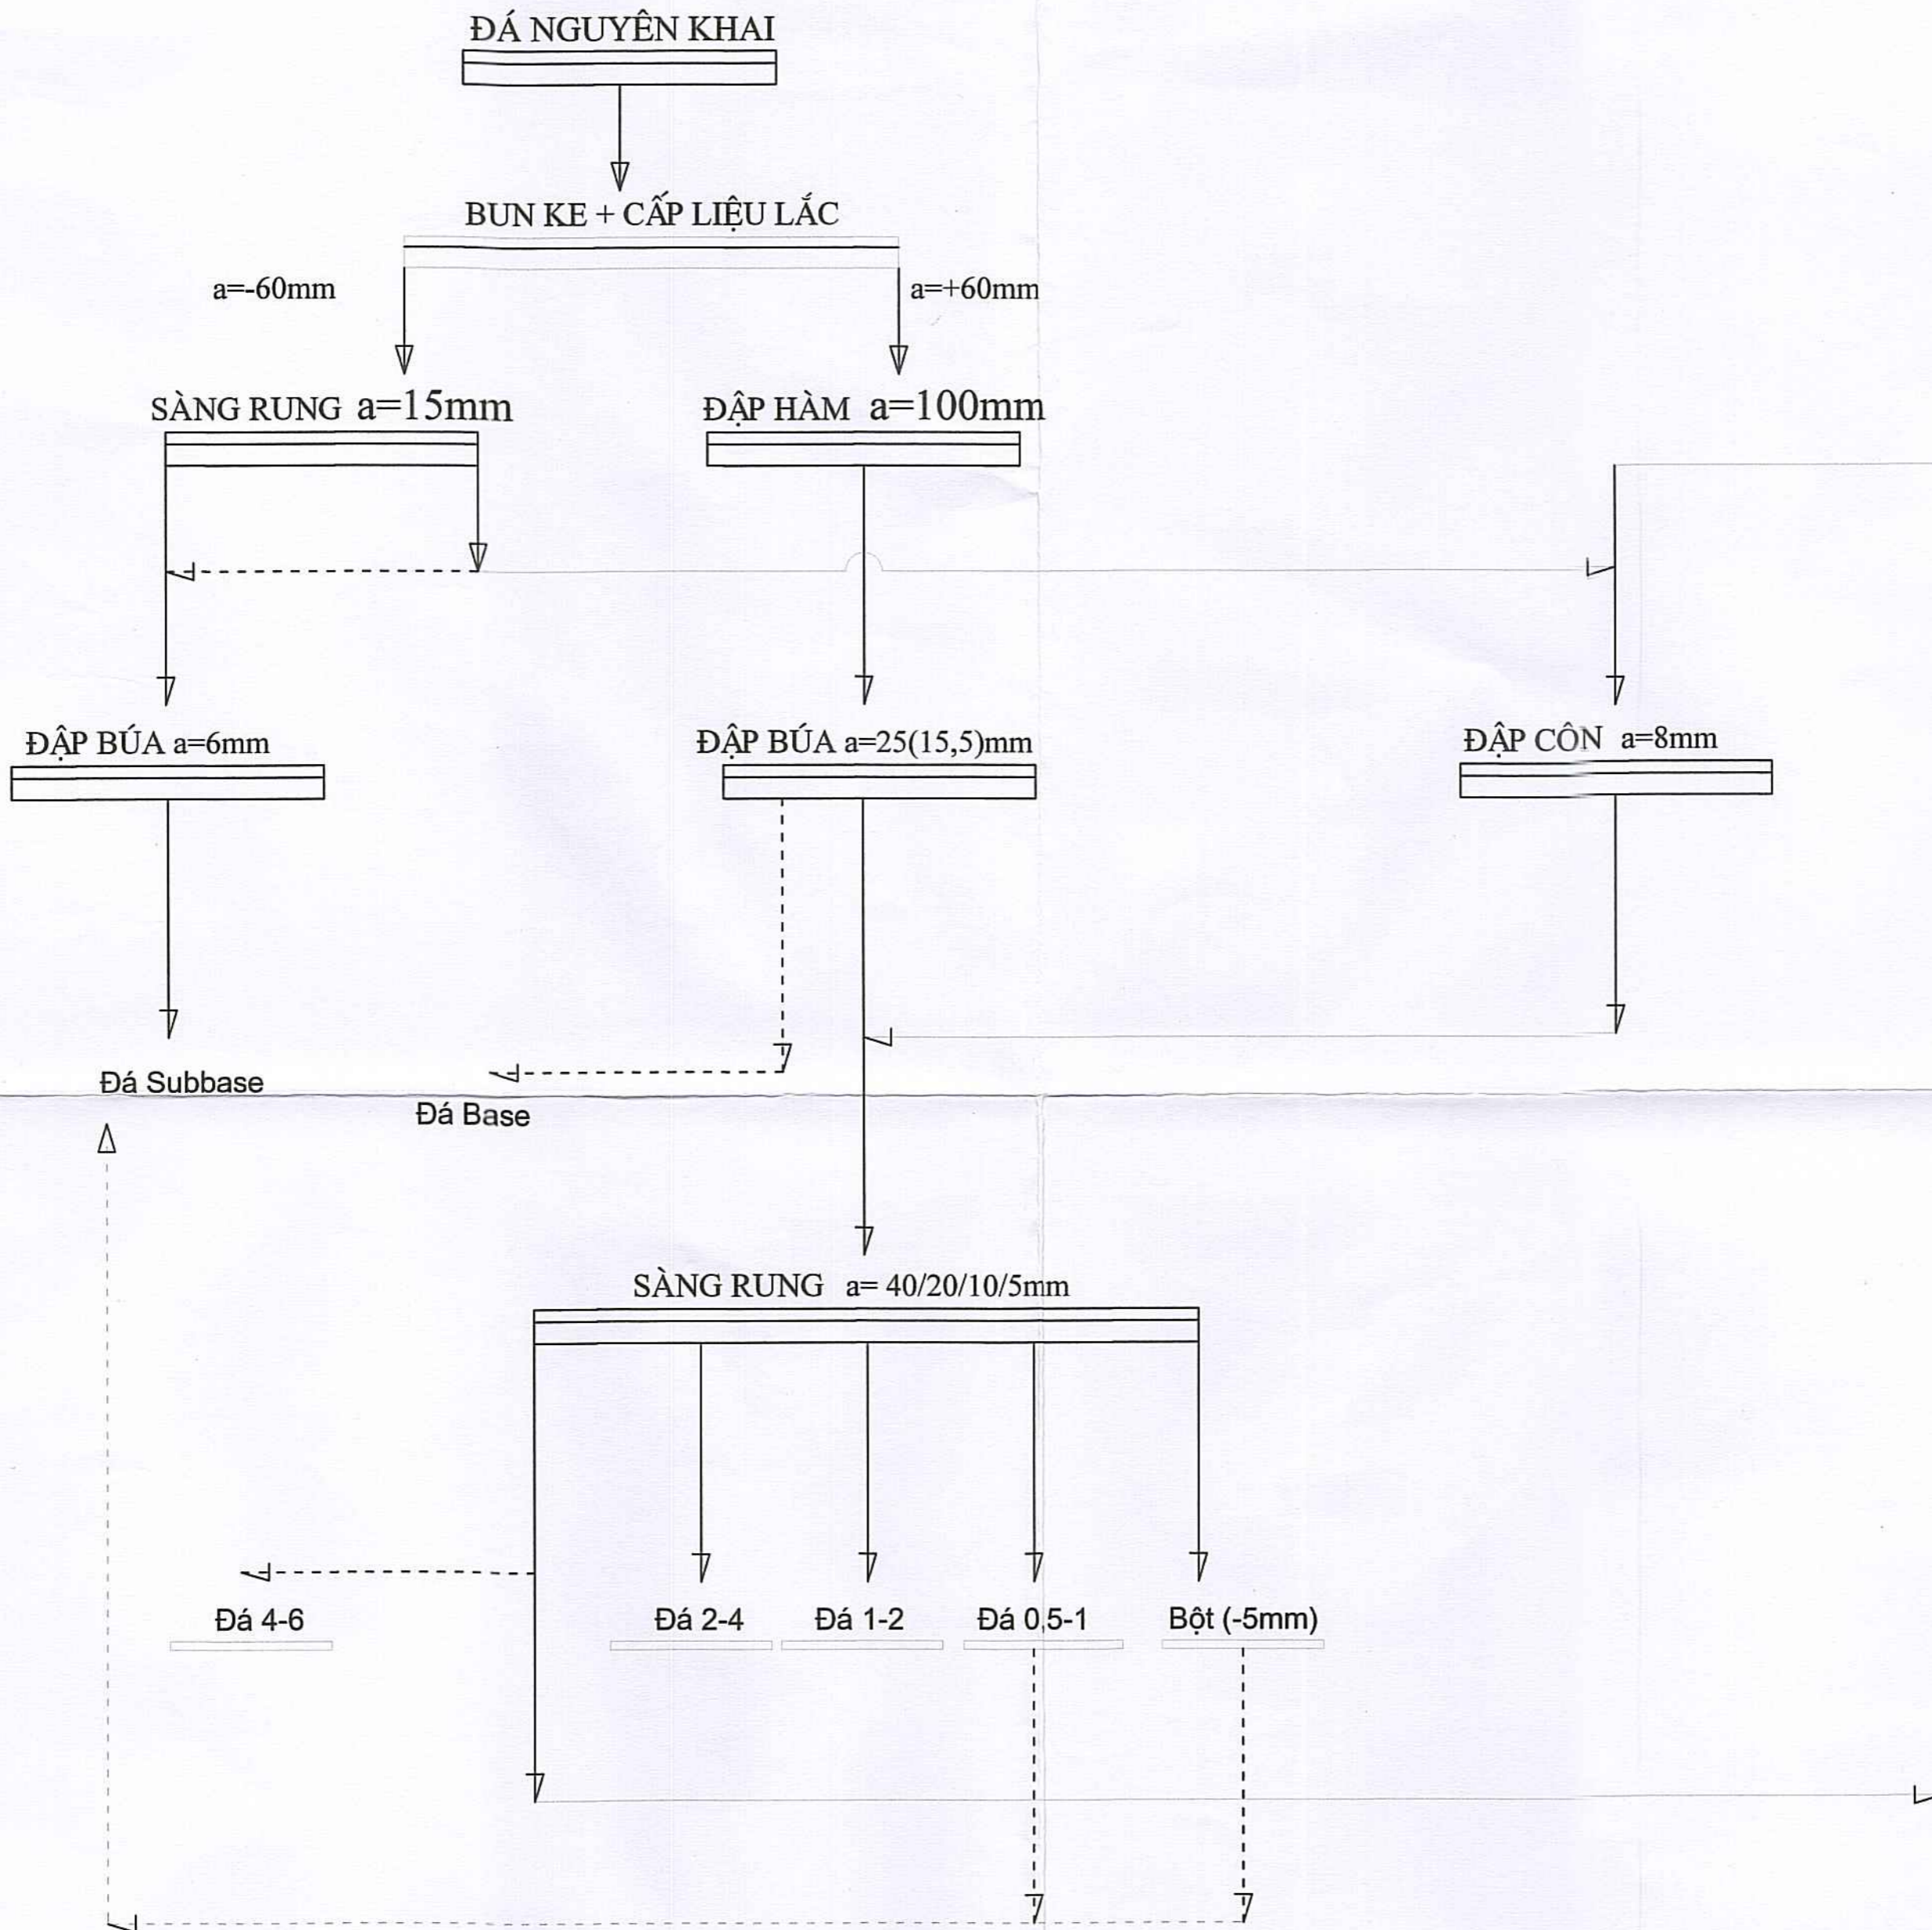 ĐÁ NGUYÊN KHAI
BUN KE + CẤP LIỆU LẮC
a=-60mm
a=+60mm
SÀNG RUNG a=15mm
ĐẬP HÀM a=100mm
ĐẬP BÚA a=6mm
ĐẬP BÚA a=25(15,5)mm
ĐẬP CÔN a=8mm
Đá Subbase
Đá Base
SÀNG RUNG a= 40/20/10/5mm
Đá 4-6
Đá 2-4
Đá 1-2
Đá 0,5-1
Bột (-5mm)